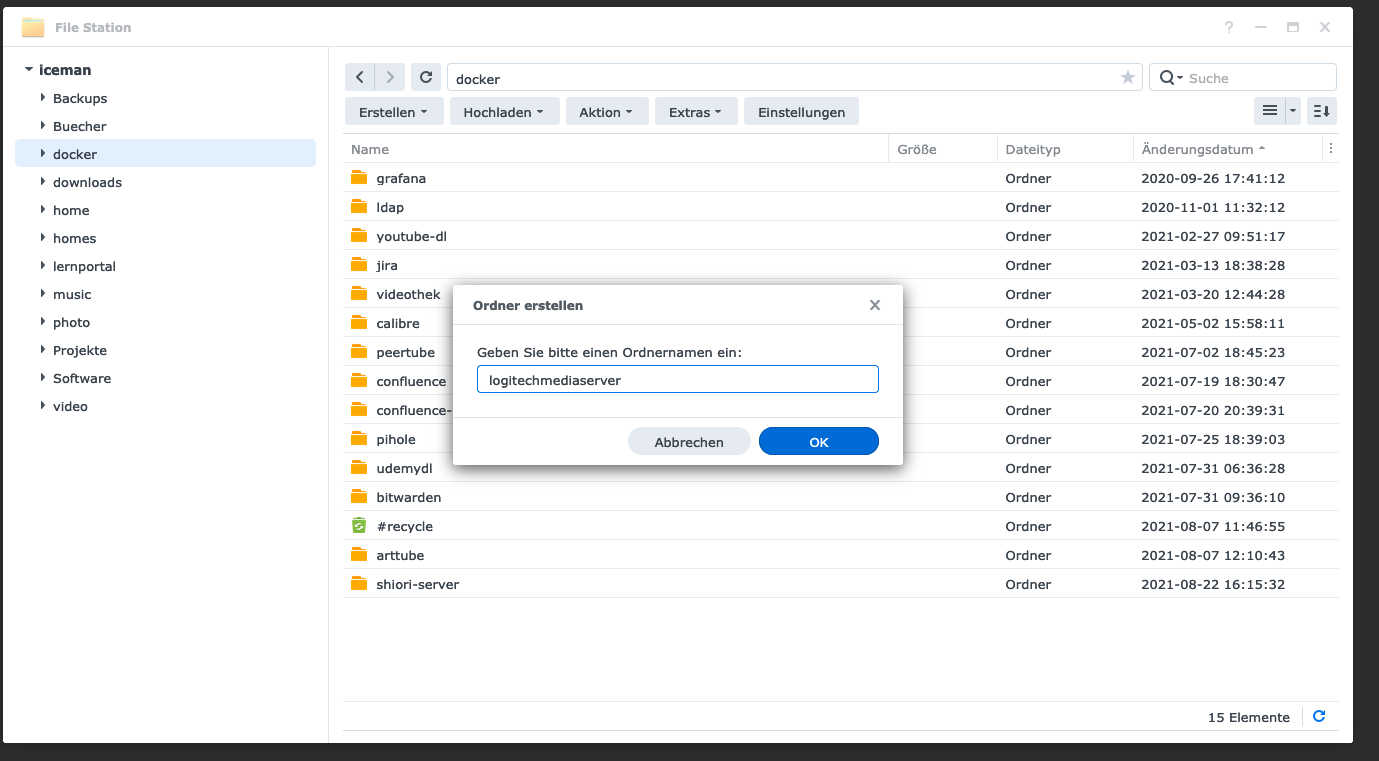 File Station
iceman
Backups
Buecher
docker
downloads
home
homes
lernportal
music
photo
Projekte
Software
video
docker
Suche
Erstellen Hochladen Aktion Extras Einstellungen
Name Größe Dateityp Änderungsdatum
grafana Ordner 2020-09-26 17:41:12
ldap Ordner 2020-11-01 11:32:12
youtube-dl Ordner 2021-02-27 09:51:17
jira Ordner 2021-03-13 18:38:28
videothek Ordner 2021-03-20 12:44:28
calibre Ordner 2021-05-02 15:58:11
peertube Ordner 2021-07-02 18:45:23
confluence Ordner 2021-07-19 18:30:47
confluence- Ordner 2021-07-20 20:39:31
pihole Ordner 2021-07-25 18:39:03
udemydl Ordner 2021-07-31 06:36:28
bitwarden Ordner 2021-07-31 09:36:10
#recycle Ordner 2021-08-07 11:46:55
arttube Ordner 2021-08-07 12:10:43
shiori-server Ordner 2021-08-22 16:15:32
Ordner erstellen
Geben Sie bitte einen Ordnernamen ein:
logitechmediaserver
Abbrechen OK
15 Elemente